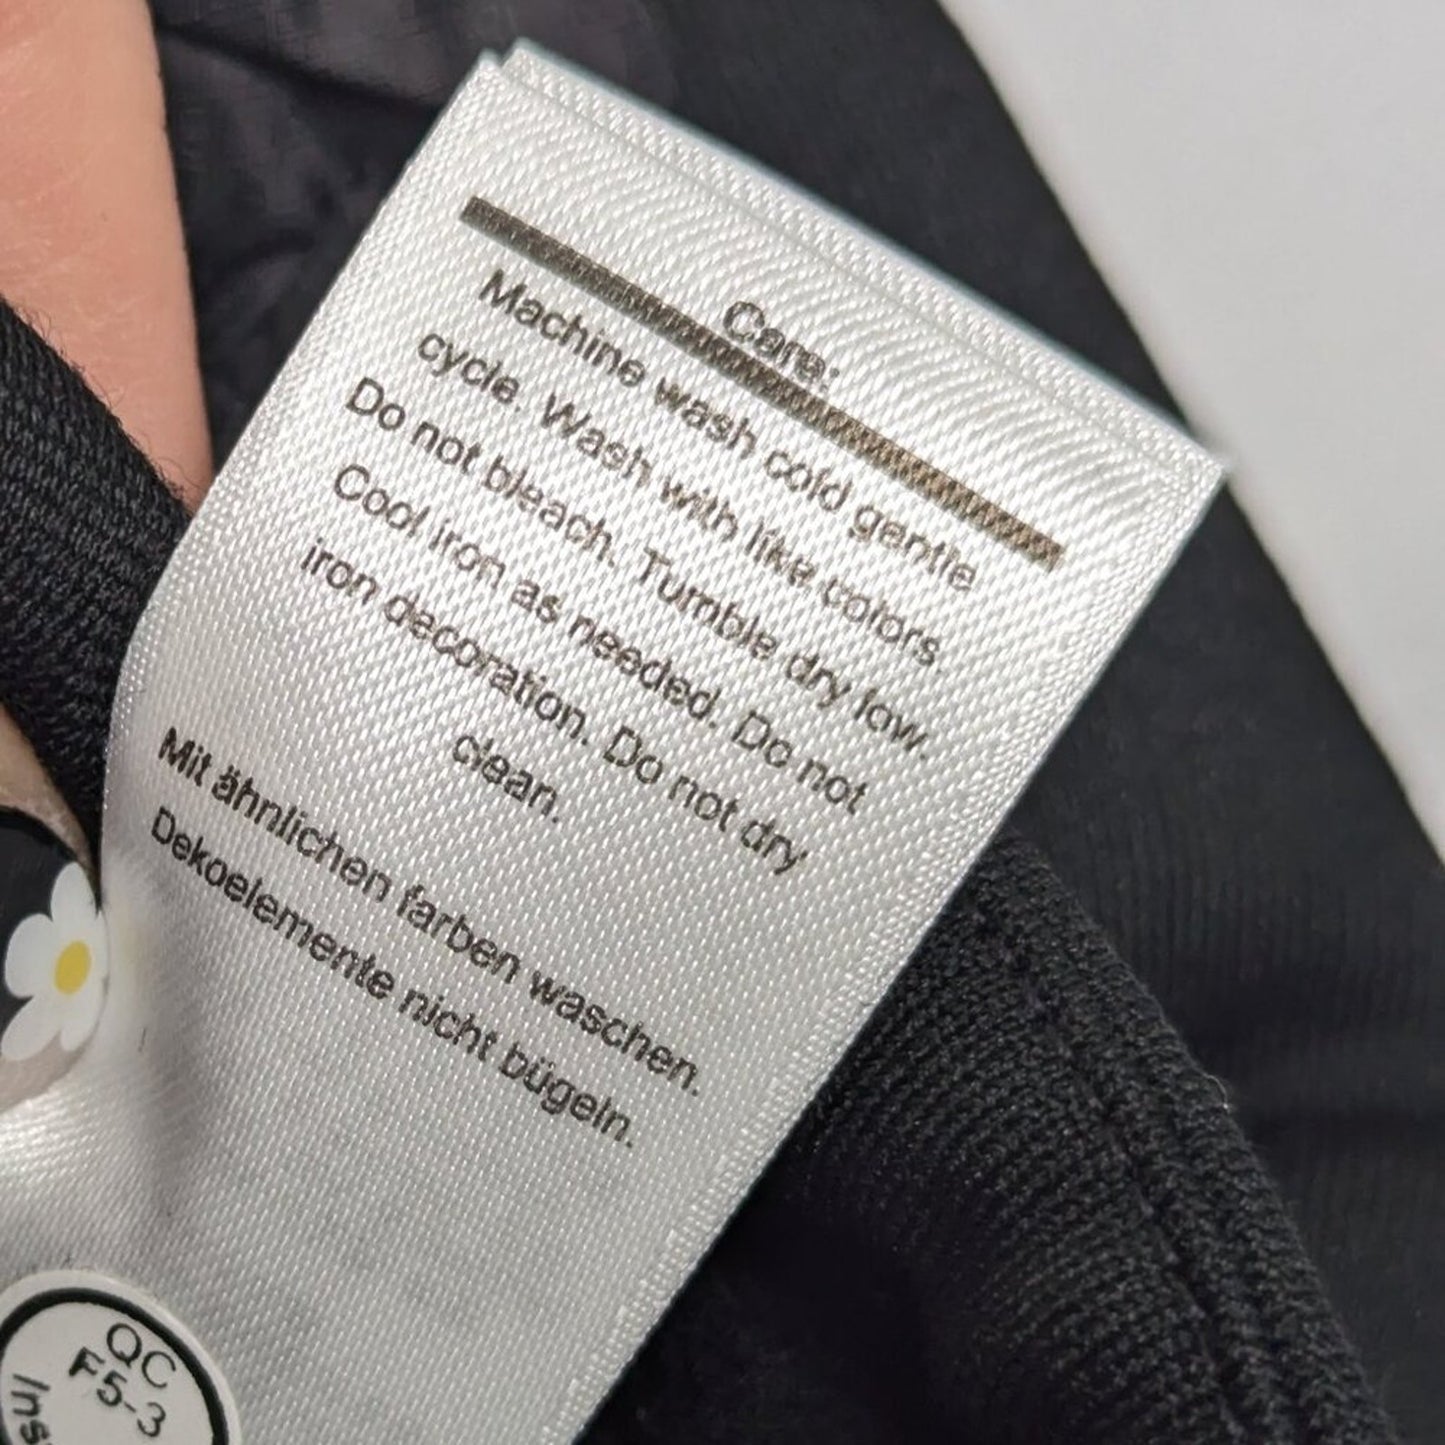 Care:
Machine wash cold gentle
cycle. Wash with like colors.
Do not bleach. Tumble dry low.
Cool iron as needed. Do not
iron decoration. Do not dry
clean.
Mit ähnlichen farben waschen.
Dekoelemente nicht bügeln.
QC
F5-3